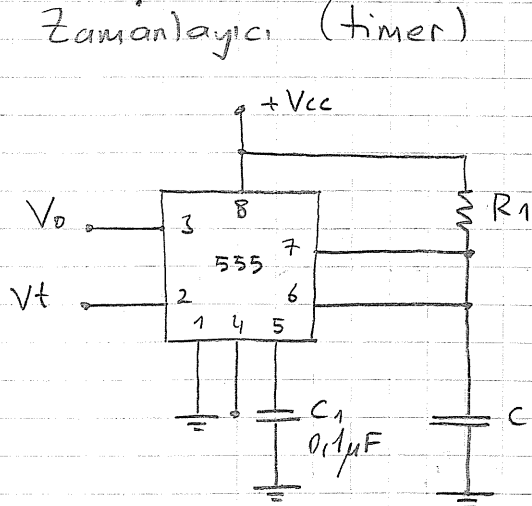 Zamanlayıcı (timer)
+Vcc
Vo
3
8
7
R1
555
Vt
2
6
1 4 5
C1
0,1µF
C